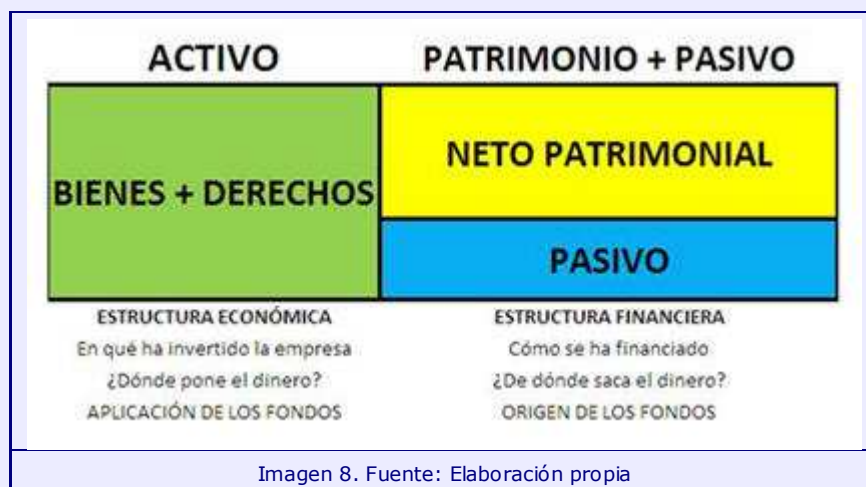 ACTIVO
PATRIMONIO + PASIVO
BIENES + DERECHOS
NETO PATRIMONIAL
PASIVO
ESTRUCTURA ECONÓMICA
En qué ha invertido la empresa
¿Dónde pone el dinero?
APLICACIÓN DE LOS FONDOS
ESTRUCTURA FINANCIERA
Cómo se ha financiado
¿De dónde saca el dinero?
ORIGEN DE LOS FONDOS
Imagen 8. Fuente: Elaboración propia